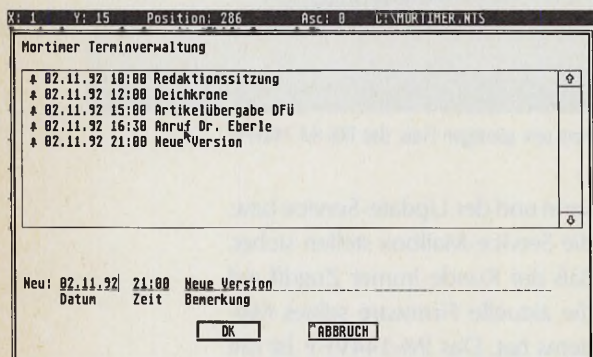 X: 1 Y: 15 Position: 286 Asc: 0 C:\MORTIMER.NTS
Mortimer Terminverwaltung
02.11.92 10:00 Redaktionssitzung
02.11.92 12:00 Deichkrone
02.11.92 15:00 Artikelübergabe DFÜ
02.11.92 16:30 Anruf Dr. Eberle
02.11.92 21:00 Neue Version
Neu: 02.11.92 21:00 Neue Version
Datum Zeit Bemerkung
OK ABBRUCH